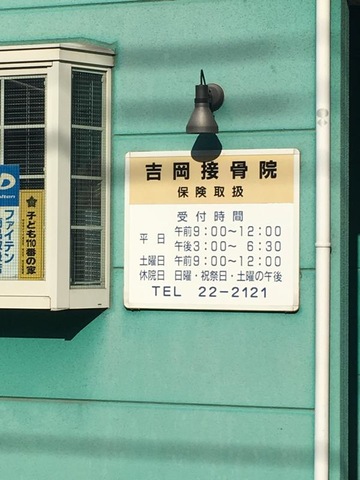 吉岡接骨院
保険取扱
受付時間
平日 午前9:00〜12:00
午後3:00〜 6:30
土曜日 午前9:00〜12:00
休院日 日曜・祝祭日・土曜の午後
TEL 22-2121
ファイテン
子ども110番の家